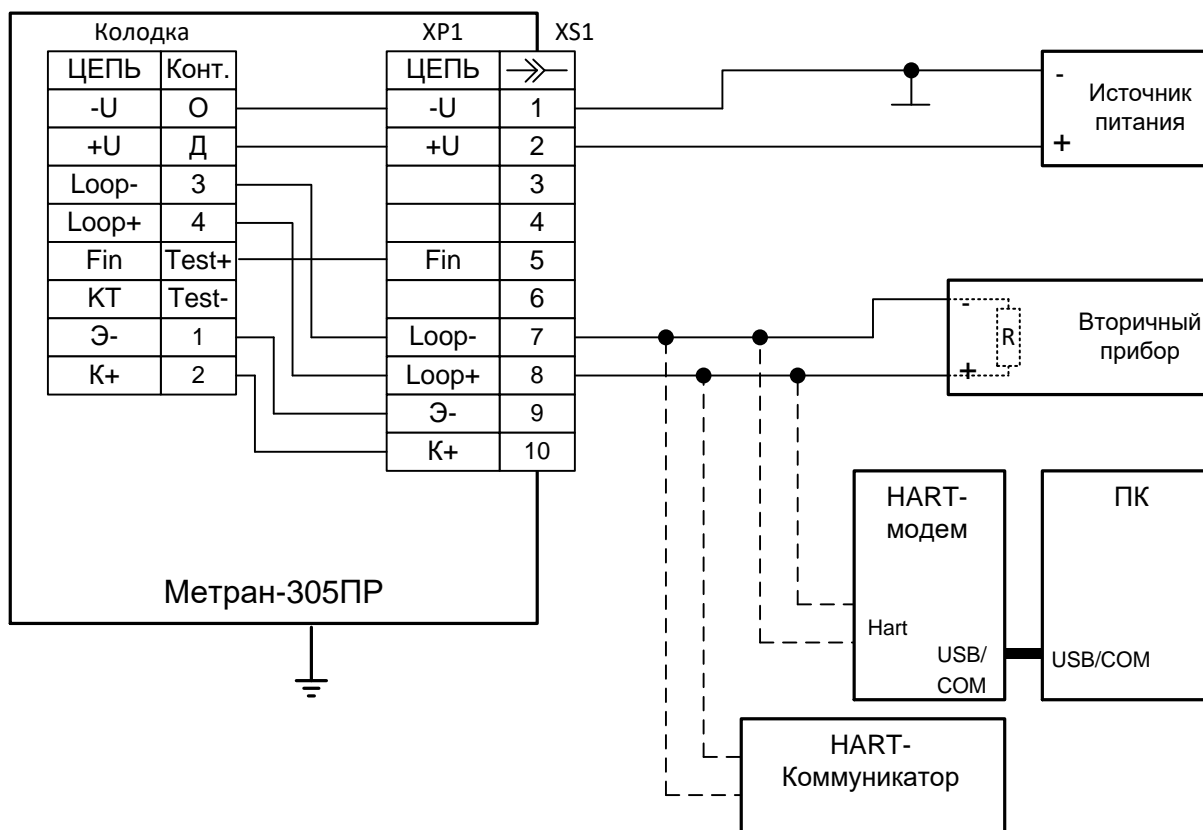 Колодка
XP1
XS1
ЦЕПЬ Конт.
ЦЕПЬ
-U O
-U 1
+U Д
+U 2
Loop- 3
3
Loop+ 4
4
Fin Test+
Fin 5
KT Test-
6
Э- 1
Loop- 7
К+ 2
Loop+ 8
Э- 9
К+ 10
-
Источник
питания
+
-
R
Вторичный
прибор
+
Метран-305ПР
HART-
модем
Hart
USB/
COM
ПК
USB/COM
HART-
Коммуникатор